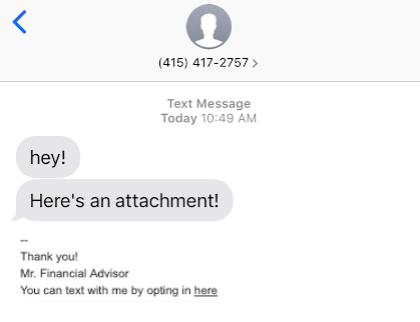 (415) 417-2757 >
Text Message
Today 10:49 AM
hey!
Here's an attachment!
--
Thank you!
Mr. Financial Advisor
You can text with me by opting in here